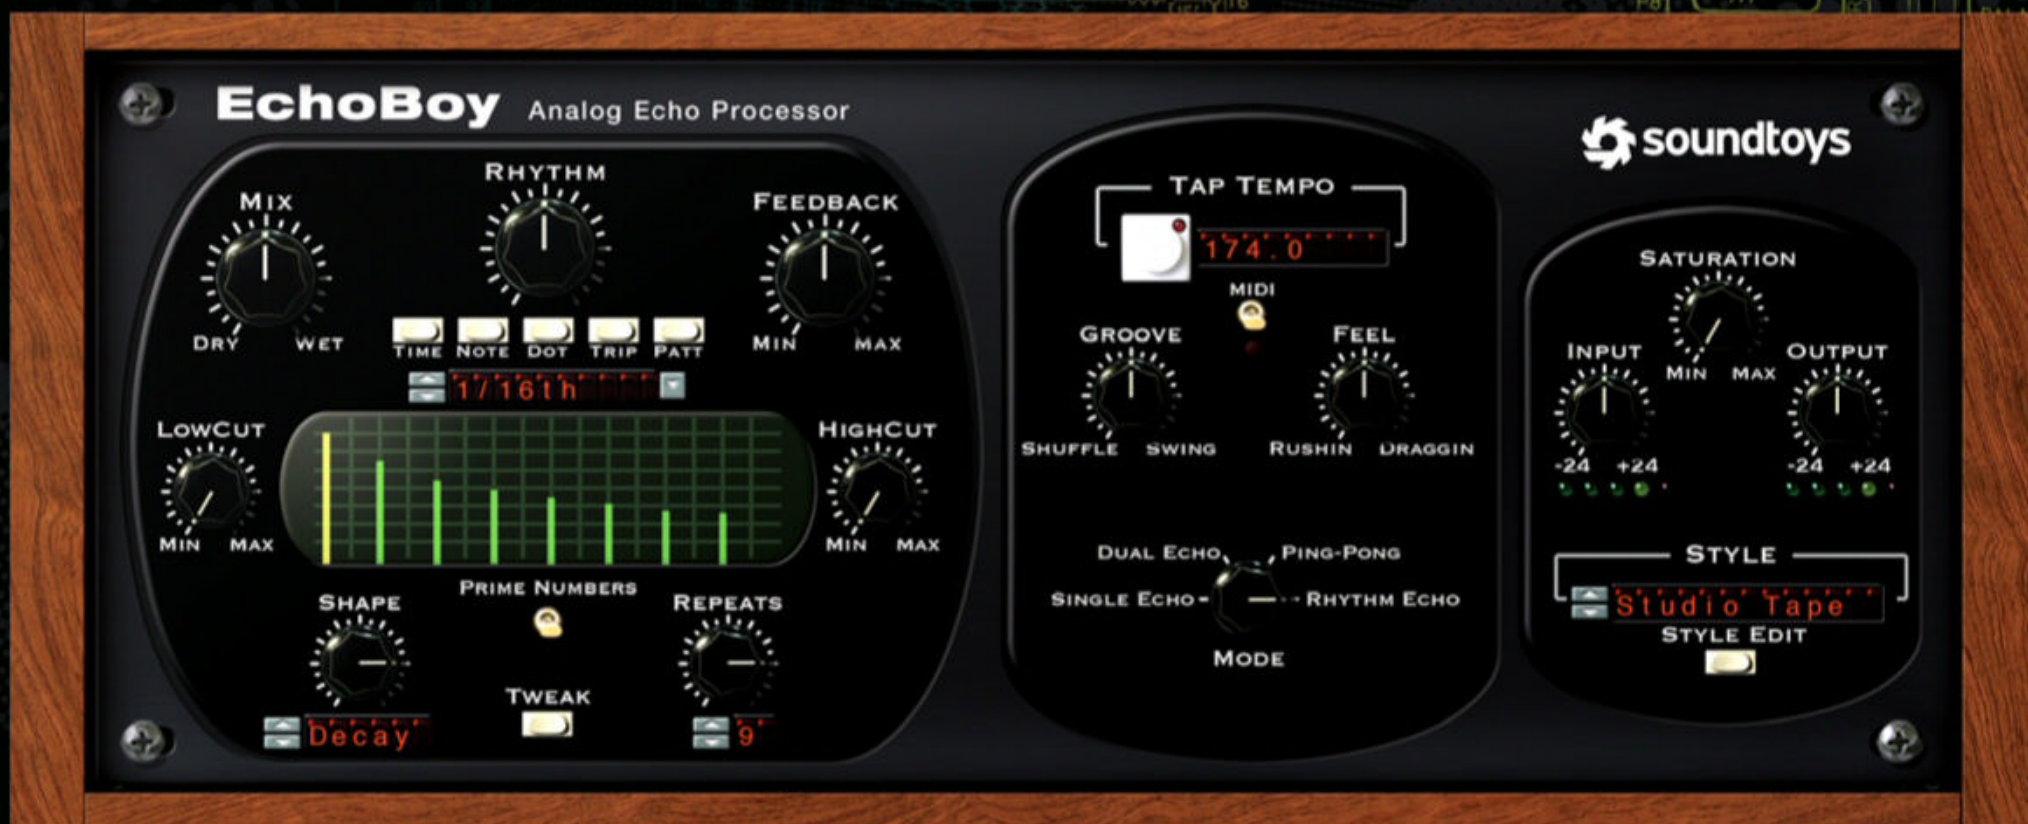 EchoBoy Analog Echo Processor
soundtoys
MIX
DRY WET
RHYTHM
FEEDBACK
MIN MAX
TIME NOTE DOT TRIP PATT
1/16th
LOWCUT
MIN MAX
HIGHCUT
MIN MAX
PRIME NUMBERS
SHAPE
Decay
TWEAK
REPEATS
9
TAP TEMPO
174.0
MIDI
GROOVE
SHUFFLE SWING
FEEL
RUSHIN DRAGGIN
DUAL ECHO PING-PONG
SINGLE ECHO RHYTHM ECHO
MODE
SATURATION
MIN MAX
INPUT
-24 +24
OUTPUT
-24 +24
STYLE
Studio Tape
STYLE EDIT